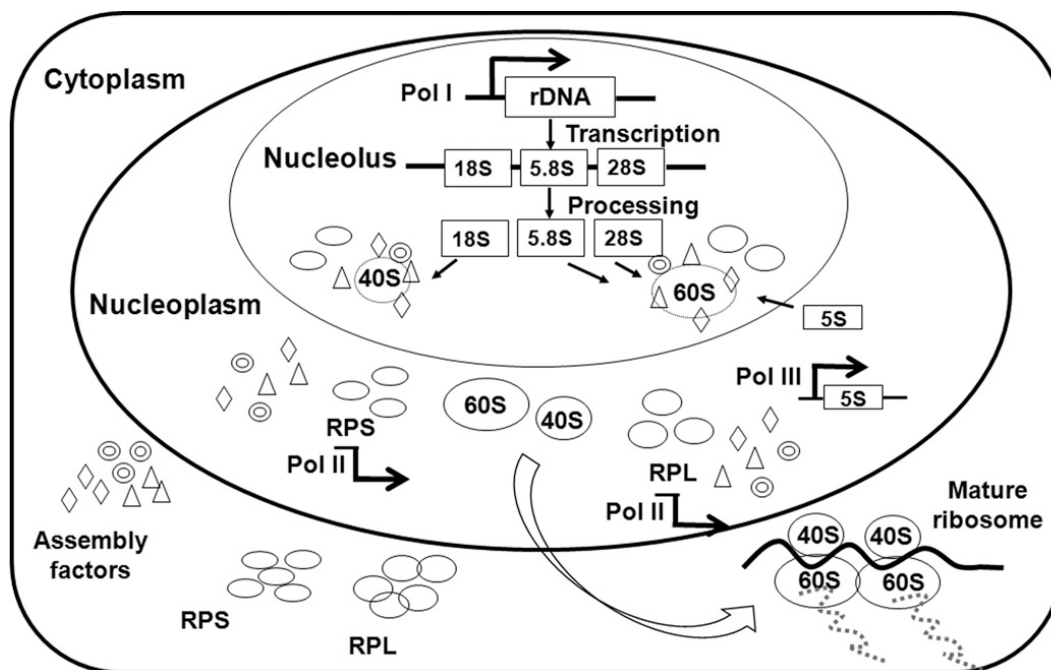 Cytoplasm
Pol I
rDNA
Transcription
Nucleolus
18S 5.8S 28S
Processing
18S 5.8S 28S
40S
60S
5S
Nucleoplasm
Pol III
5S
60S
40S
RPS
Pol II
RPL
Pol II
Assembly
factors
RPS
RPL
Mature
ribosome
40S 40S
60S 60S